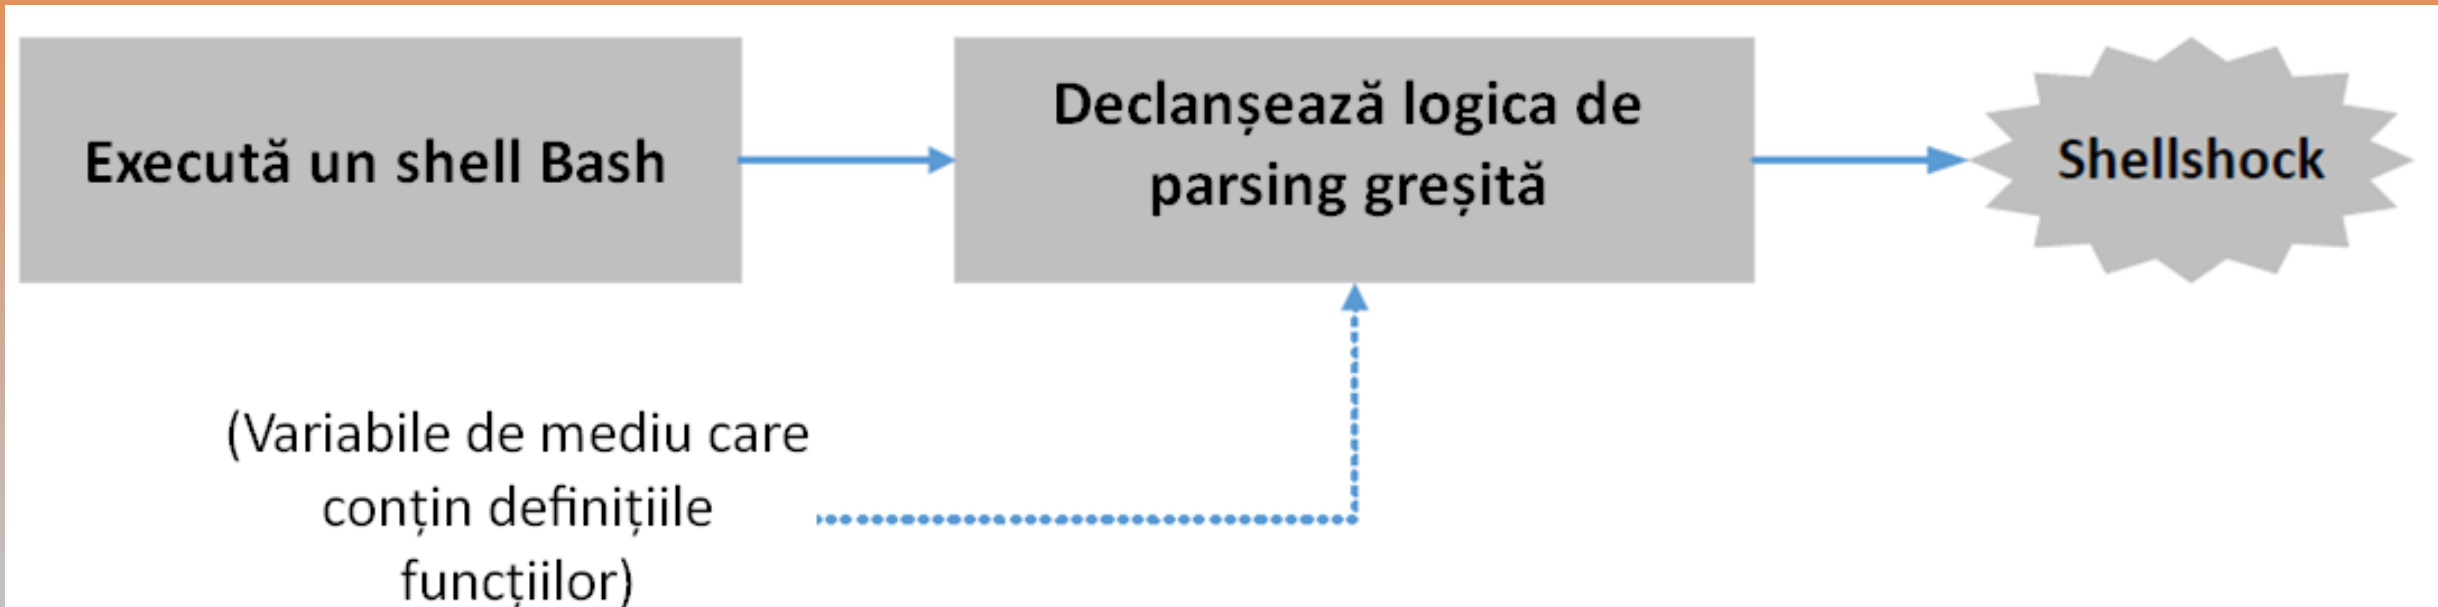 Execută un shell Bash
Declanșează logica de
parsing greșită
Shellshock
(Variabile de mediu care
conțin definițiile
funcțiilor)